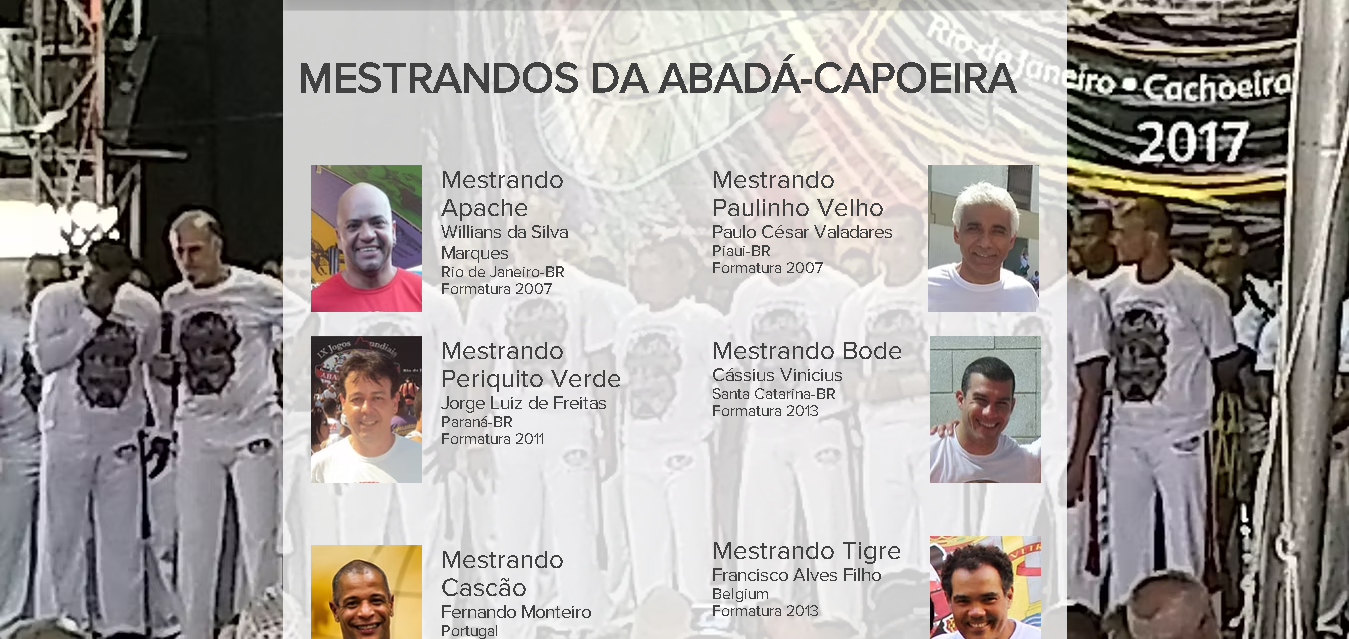 Rio de Janeiro • Cachoeira
2017
MESTRANDOS DA ABADÁ-CAPOEIRA
Mestrando
Apache
Willians da Silva
Marques
Rio de Janeiro-BR
Formatura 2007
Mestrando
Paulinho Velho
Paulo César Valadares
Piauí-BR
Formatura 2007
Mestrando
Periquito Verde
Jorge Luiz de Freitas
Paraná-BR
Formatura 2011
IX Jogos Mundiais
Mestrando Bode
Cássius Vinicius
Santa Catarina-BR
Formatura 2013
Mestrando
Cascão
Fernando Monteiro
Portugal
Mestrando Tigre
Francisco Alves Filho
Belgium
Formatura 2013